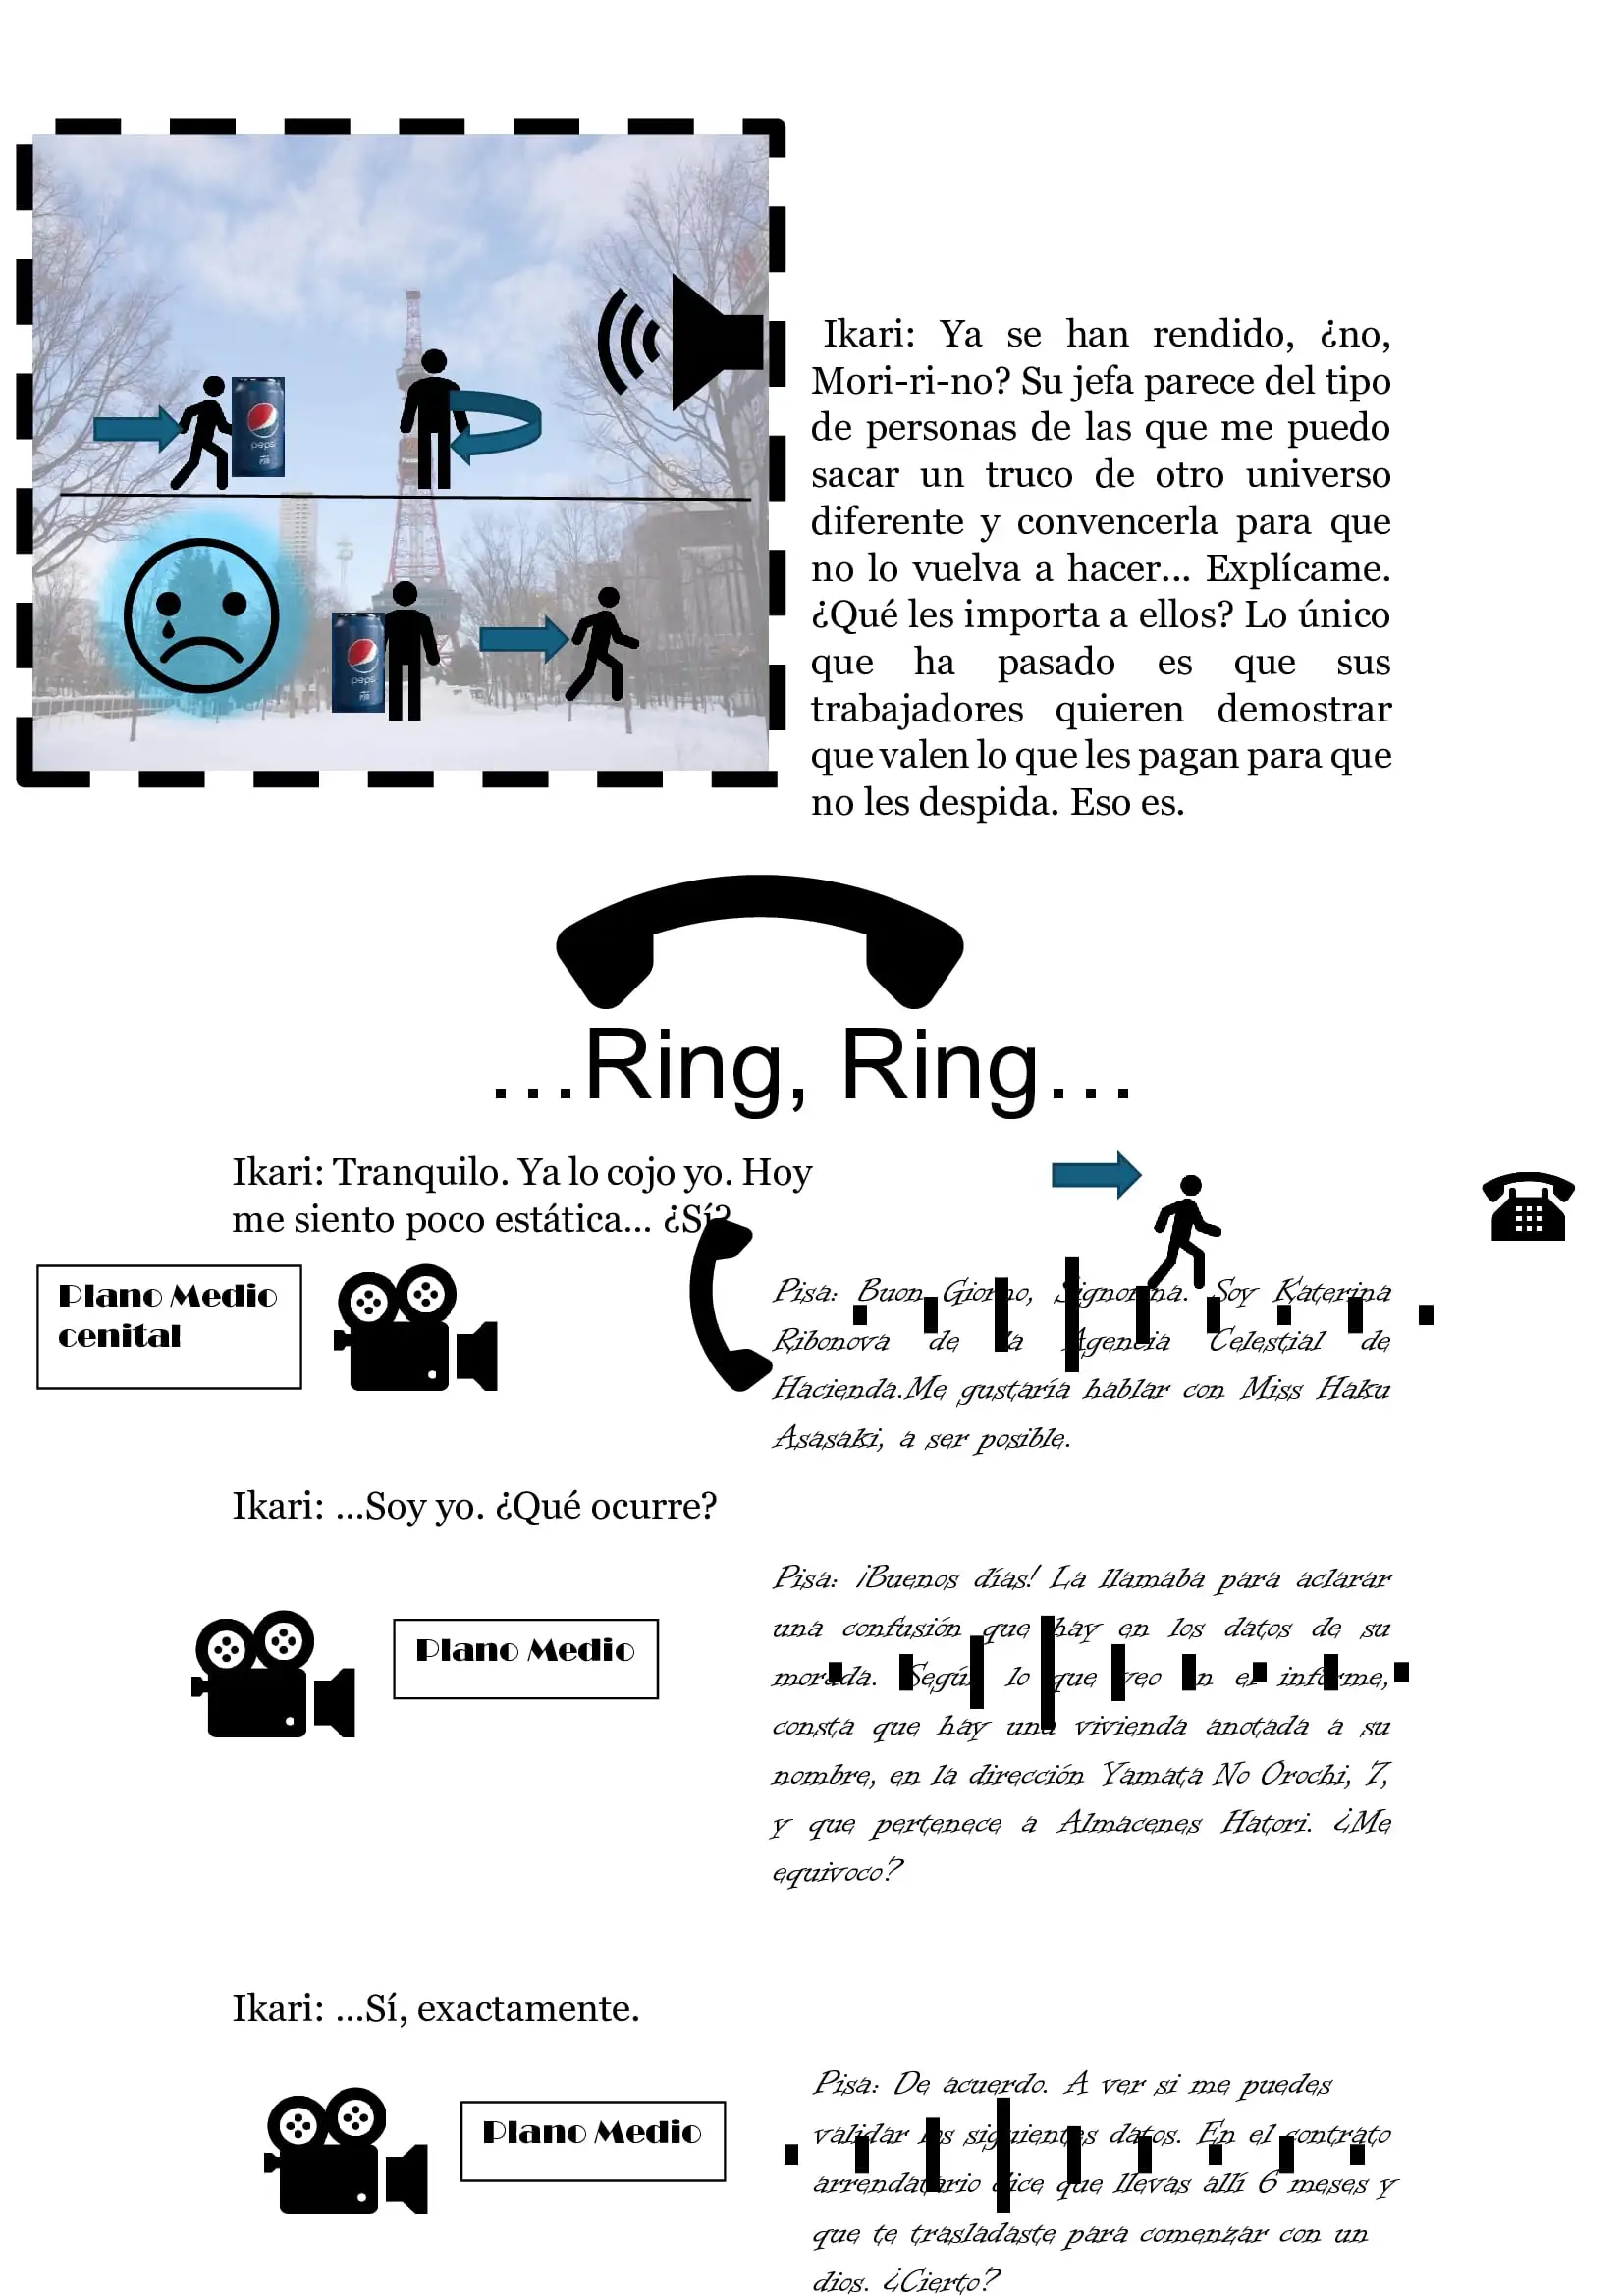 Ikari: Ya se han rendido, ¿no,
Mori-ri-no? Su jefa parece del tipo
de personas de las que me puedo
sacar un truco de otro universo
diferente y convencerla para que
no lo vuelva a hacer... Explícame.
¿Qué les importa a ellos? Lo único
que ha pasado es que sus
trabajadores quieren demostrar
que valen lo que les pagan para que
no les despida. Eso es.
pepsi
pepsi
...Ring, Ring...
Ikari: Tranquilo. Ya lo cojo yo. Hoy
me siento poco estática... ¿Sí?
Plano Medio
cenital
Pisa: Buon Giorno, Signorina. Soy Katerina
Ribonova de la Agencia Celestial de
Hacienda.Me gustaría hablar con Miss Haku
Asasaki, a ser posible.
Ikari: ...Soy yo. ¿Qué ocurre?
Plano Medio
Pisa: ¡Buenos días! La llamaba para aclarar
una confusión que hay en los datos de su
morada. Según lo que veo en el informe,
consta que hay una vivienda anotada a su
nombre, en la dirección Yamata No Orochi, 7,
y que pertenece a Almacenes Hatori. ¿Me
equivoco?
Ikari: ...Sí, exactamente.
Plano Medio
Pisa: De acuerdo. A ver si me puedes
validar los siguientes datos. En el contrato
arrendatario dice que llevas allí 6 meses y
que te trasladaste para comenzar con un
dios. ¿Cierto?